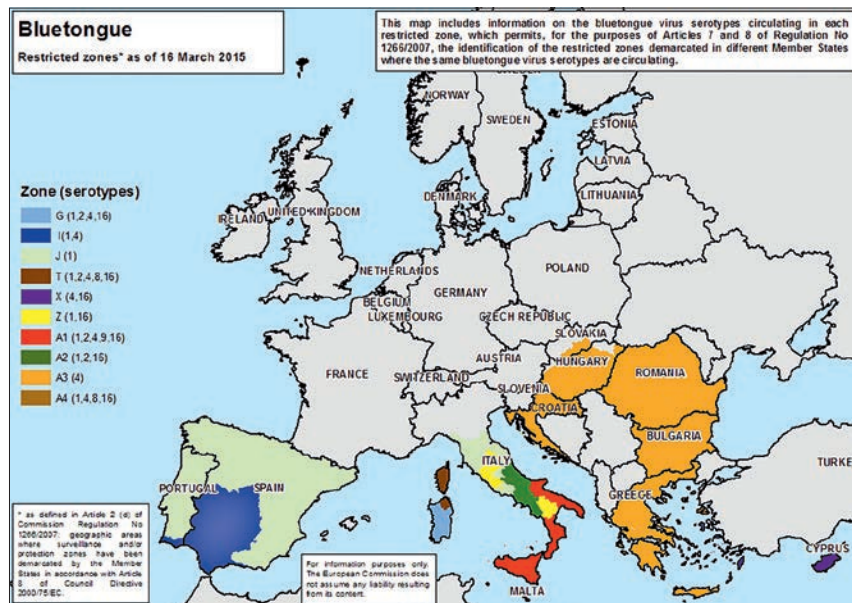 Bluetongue
Restricted zones* as of 16 March 2015
This map includes information on the bluetongue virus serotypes circulating in each
restricted zone, which permits, for the purposes of Articles 7 and 8 of Regulation No
1266/2007, the identification of the restricted zones demarcated in different Member States
where the same bluetongue virus serotypes are circulating.
NORWAY
SWEDEN
ESTONIA
LATVIA
LITHUANIA
DENMARK
IRELAND
UNITED KINGDOM
Zone (serotypes)
G (1,2,4,16)
I(1,4)
J (1)
T (1,2,4,8,16)
X (4,16)
Z (1,16)
A1 (1,2,4,9,16)
A2 (1,2,16)
A3 (4)
A4 (1,4,8,16)
NETHERLANDS
POLAND
GERMANY
BELGIUM
LUXEMBOURG
CZECH REPUBLIC
SLOVAKIA
AUSTRIA
HUNGARY
FRANCE
SWITZERLAND
ROMANIA
SLOVENIA
CROATIA
BULGARIA
ITALY
PORTUGAL
SPAIN
TURKE
GREECE
CYPRUS
MALTA
* as defined in Article 2 (d) of
Commission Regulation No
1266/2007: geographic areas
where surveillance and/or
protection zones have been
demarcated by the Member
States in accordance with Article
8 of Council Directive
2000/75/EC.
For information purposes only.
The European Commission does
not assume any liability resulting
from its content.